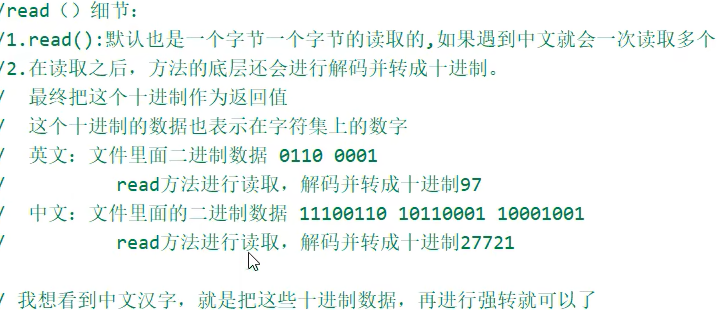 /read（）细节：
/1.read():默认也是一个字节一个字节的读取的,如果遇到中文就会一次读取多个
/2.在读取之后，方法的底层还会进行解码并转成十进制。
/ 最终把这个十进制作为返回值
/ 这个十进制的数据也表示在字符集上的数字
/ 英文：文件里面二进制数据 0110 0001
/ read方法进行读取，解码并转成十进制97
/ 中文：文件里面的二进制数据 11100110 10110001 10001001
/ read方法进行读取，解码并转成十进制27721
/ 我想看到中文汉字，就是把这些十进制数据，再进行强转就可以了